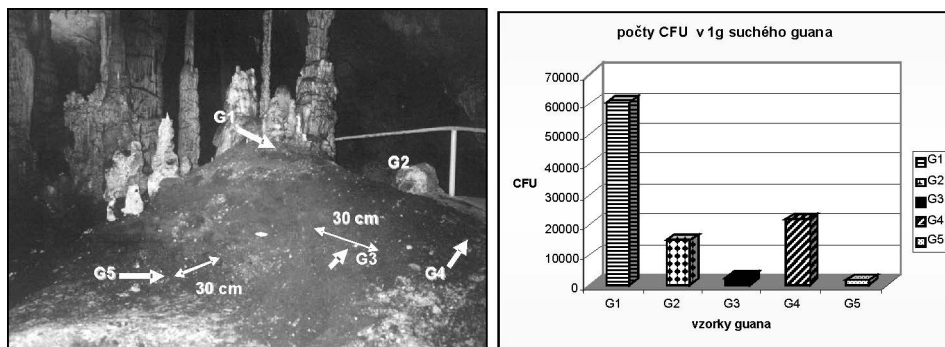 G1
G2
30 cm
G3
G4
G5
30 cm
počty CFU v 1g suchého guana
70000
60000
50000
40000
30000
20000
10000
0
CFU
G1 G2 G3 G4 G5
vzorky guana
G1
G2
G3
G4
G5